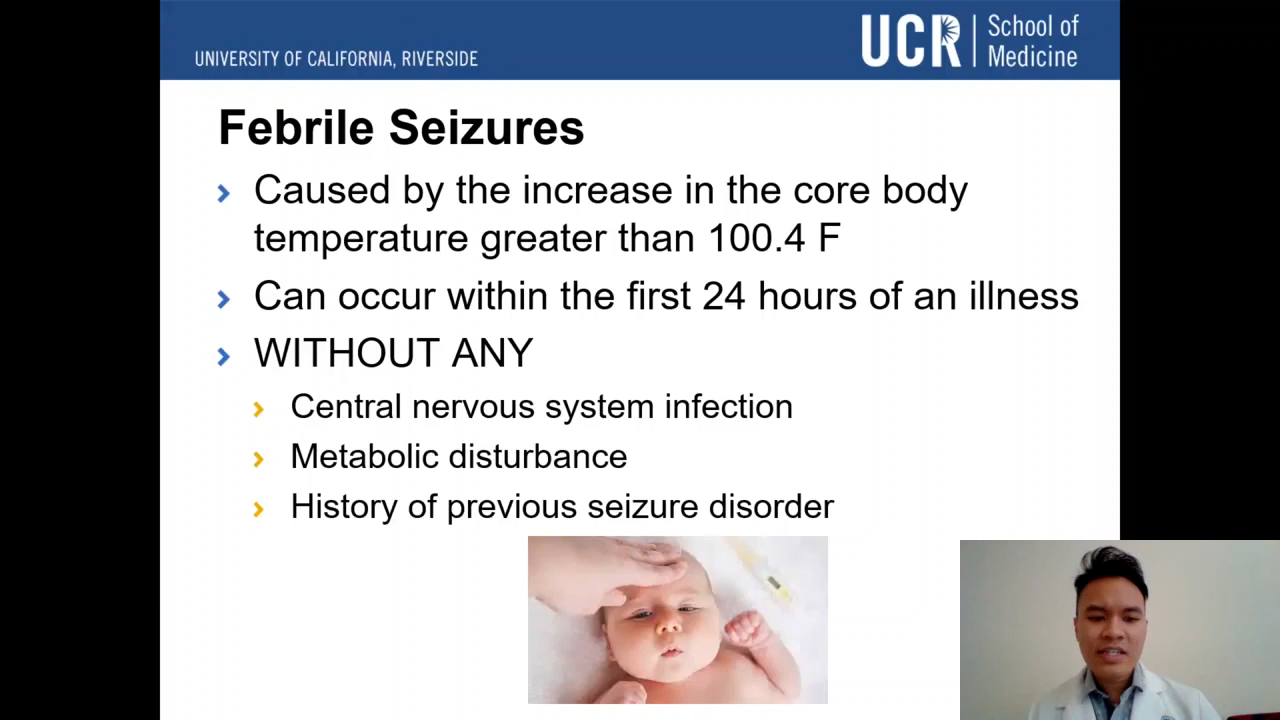 UNIVERSITY OF CALIFORNIA, RIVERSIDE
UCR
School of
Medicine
Febrile Seizures
Caused by the increase in the core body
temperature greater than 100.4 F
Can occur within the first 24 hours of an illness
WITHOUT ANY
Central nervous system infection
Metabolic disturbance
History of previous seizure disorder